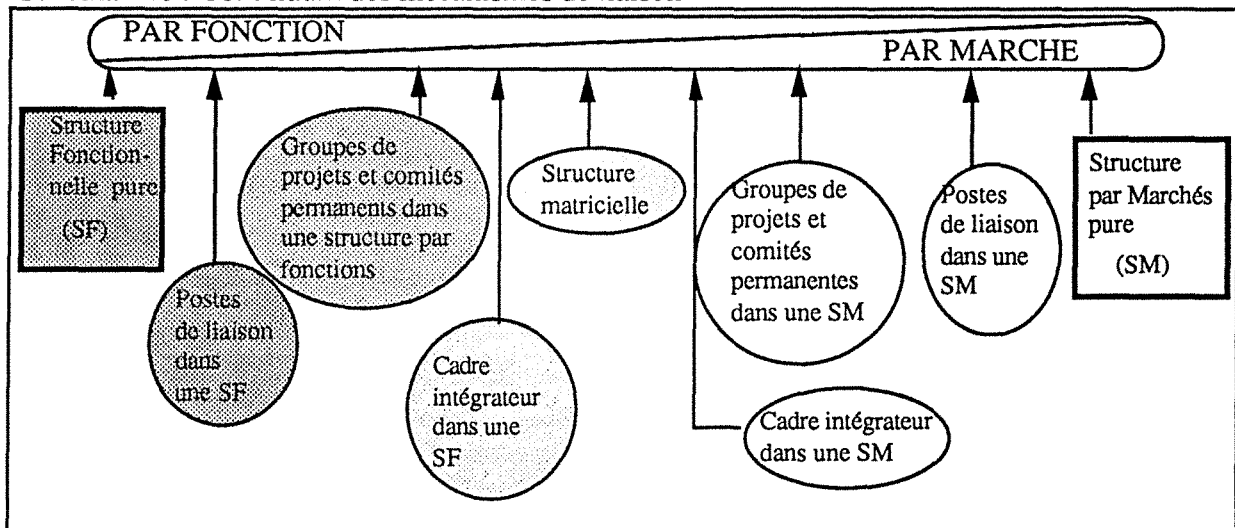 PAR FONCTION
PAR MARCHE
Structure
Fonction-
nelle pure
(SF)
Postes
de liaison
dans
une SF
Groupes de
projets et comités
permanents dans
une structure par
fonctions
Cadre
intégrateur
dans une
SF
Structure
matricielle
Groupes de
projets et
comités
permanentes
dans une SM
Cadre intégrateur
dans une SM
Postes
de liaison
dans une
SM
Structure
par Marchés
pure
(SM)